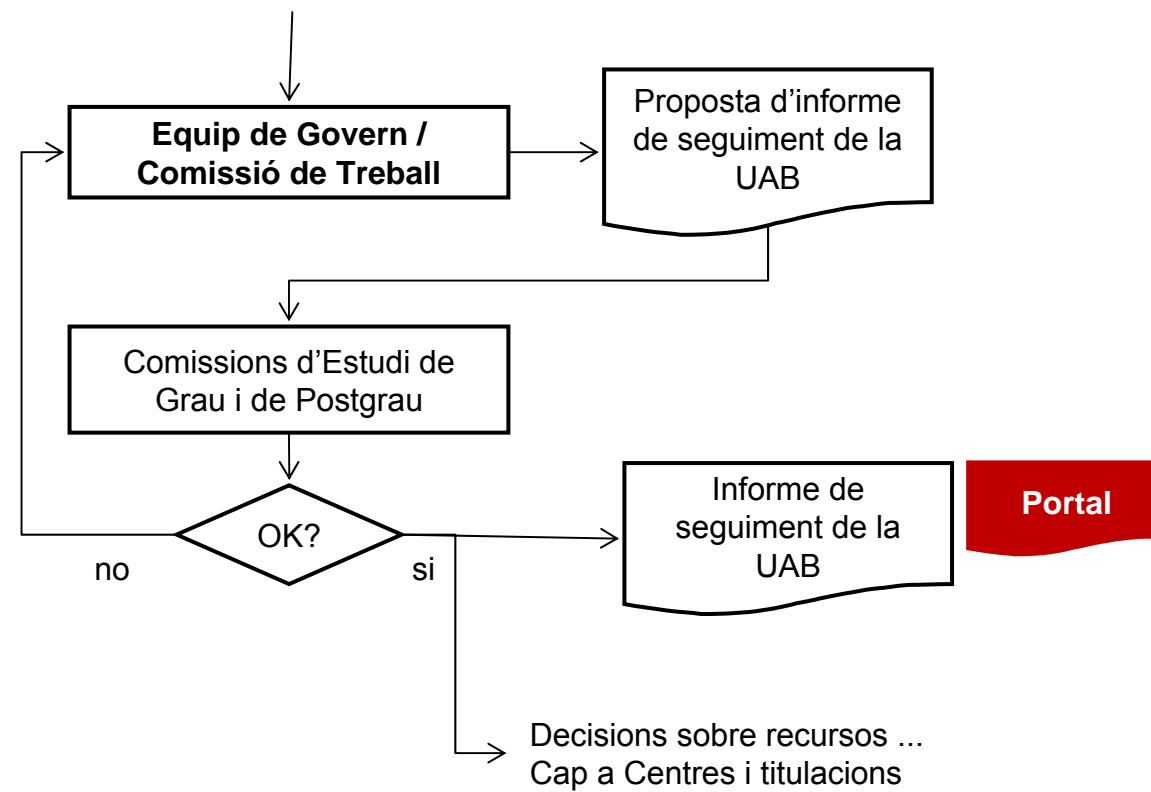 Equip de Govern /
Comissió de Treball
Proposta d’informe
de seguiment de la
UAB
Comissions d’Estudi de
Grau i de Postgrau
OK?
no
si
Informe de
seguiment de la
UAB
Portal
Decisions sobre recursos ...
Cap a Centres i titulacions